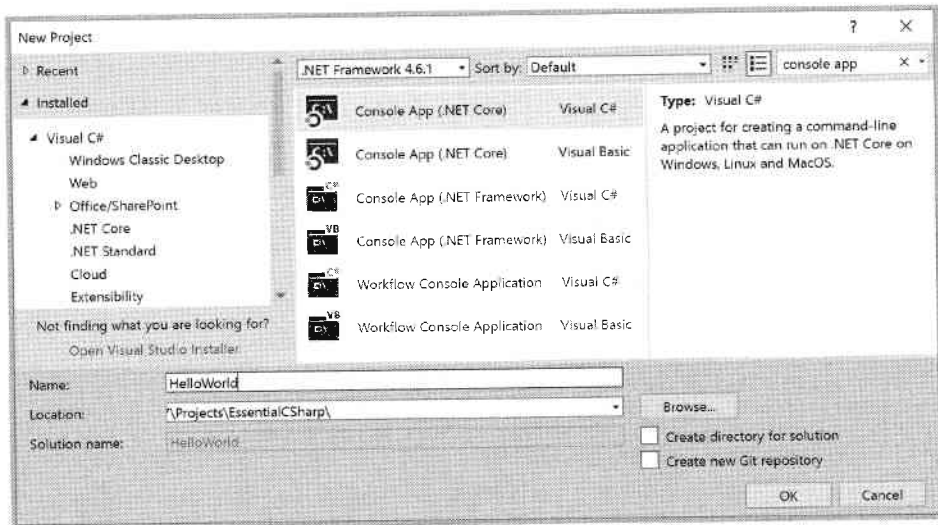 New Project
? ×
Recent
Installed
Visual C#
Windows Classic Desktop
Web
Office/SharePoint
.NET Core
.NET Standard
Cloud
Extensibility
Not finding what you are looking for?
Open Visual Studio Installer
.NET Framework 4.6.1 Sort by: Default console app ×
Console App (.NET Core) Visual C#
Console App (.NET Core) Visual Basic
C# Console App (.NET Framework) Visual C#
VB Console App (.NET Framework) Visual Basic
C# Workflow Console Application Visual C#
VB Workflow Console Application Visual Basic
Type: Visual C#
A project for creating a command-line
application that can run on .NET Core on
Windows, Linux and MacOS.
Name: HelloWorld
Location: \Projects\EssentialCSharp\ Browse...
Solution name: HelloWorld
Create directory for solution
Create new Git repository
OK Cancel